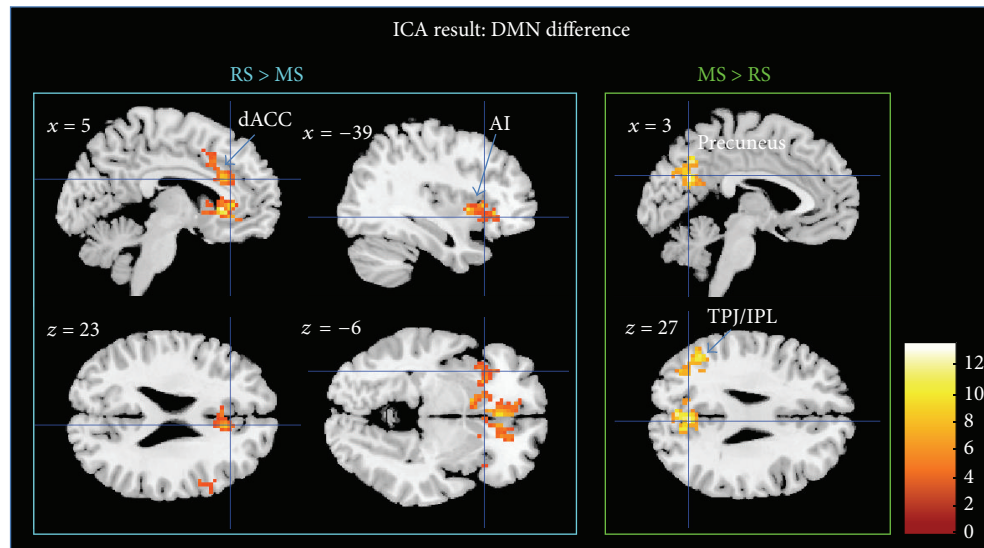 ICA result: DMN difference
RS > MS
MS > RS
x = 5
dACC
x = −39
AI
x = 3
Precuneus
z = 23
z = −6
z = 27
TPJ/IPL
12
10
8
6
4
2
0